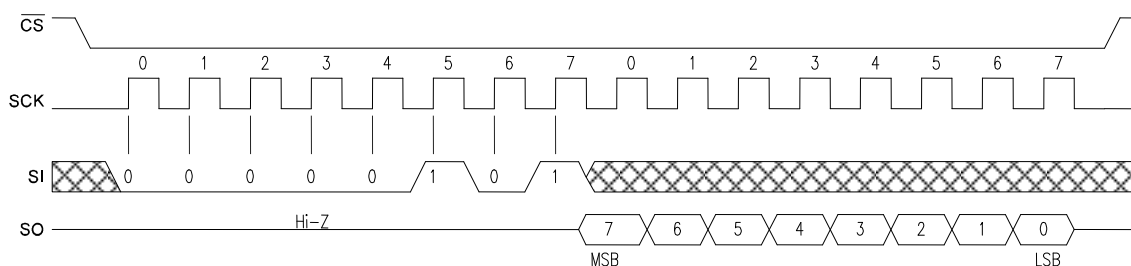 CS
0 1 2 3 4 5 6 7 0 1 2 3 4 5 6 7
SCK
SI 0 0 0 0 0 1 0 1
Hi-Z
SO 7 6 5 4 3 2 1 0
MSB LSB